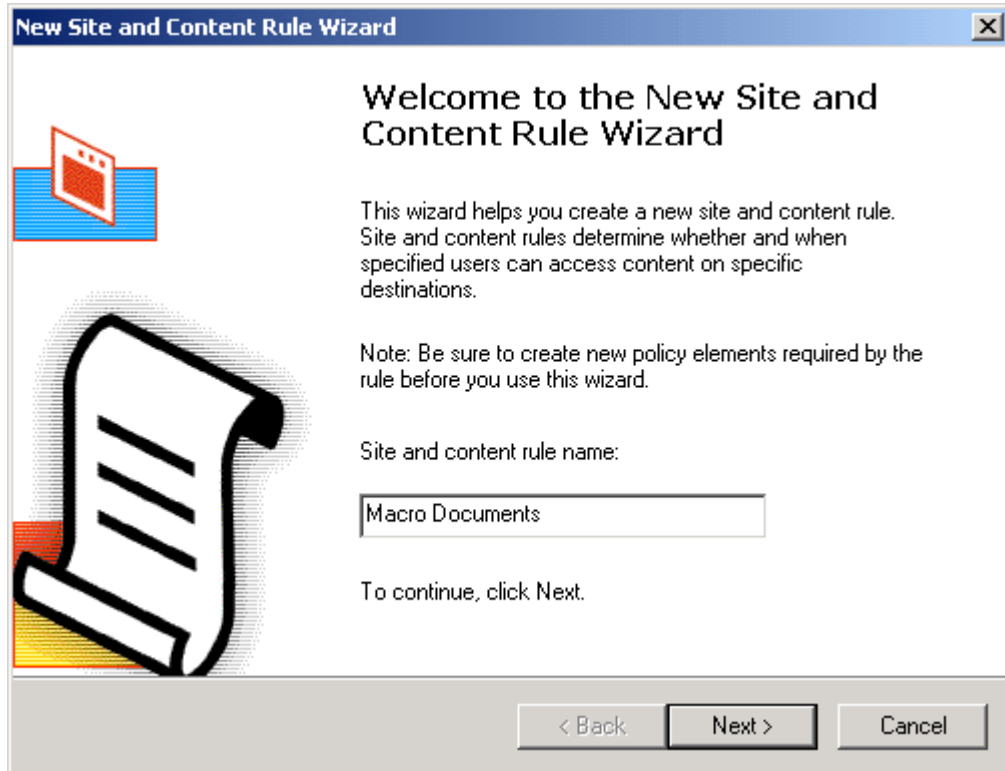 New Site and Content Rule Wizard
Welcome to the New Site and
Content Rule Wizard
This wizard helps you create a new site and content rule.
Site and content rules determine whether and when
specified users can access content on specific
destinations.
Note: Be sure to create new policy elements required by the
rule before you use this wizard.
Site and content rule name:
Macro Documents
To continue, click Next.
< Back
Next >
Cancel